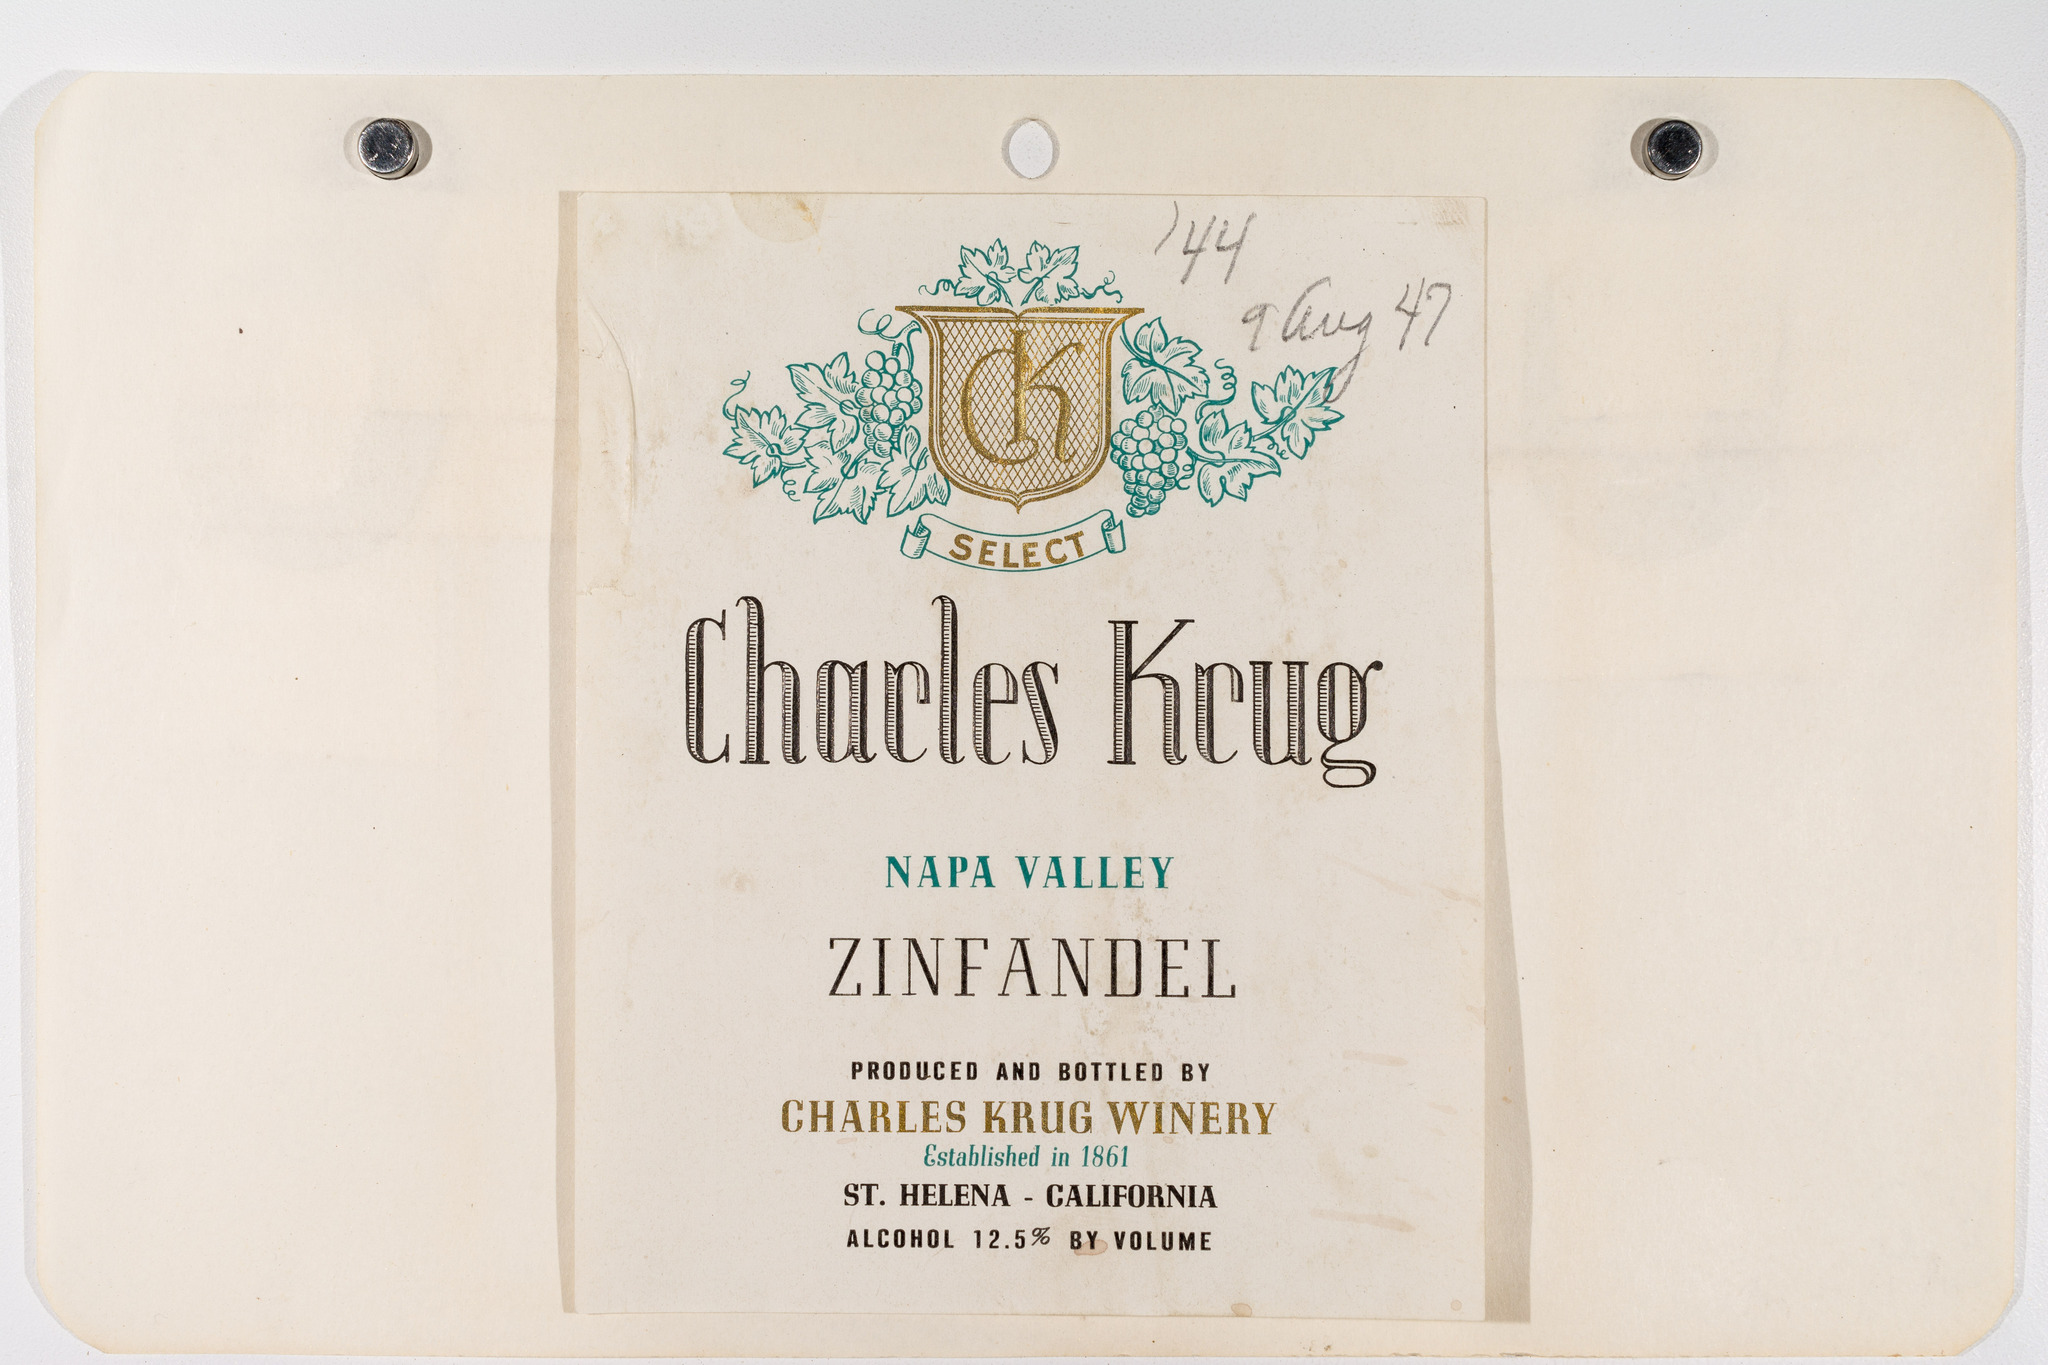 '44
9 Aug 47
CK
SELECT
Charles Krug
NAPA VALLEY
ZINFANDEL
PRODUCED AND BOTTLED BY
CHARLES KRUG WINERY
Established in 1861
ST. HELENA - CALIFORNIA
ALCOHOL 12.5% BY VOLUME